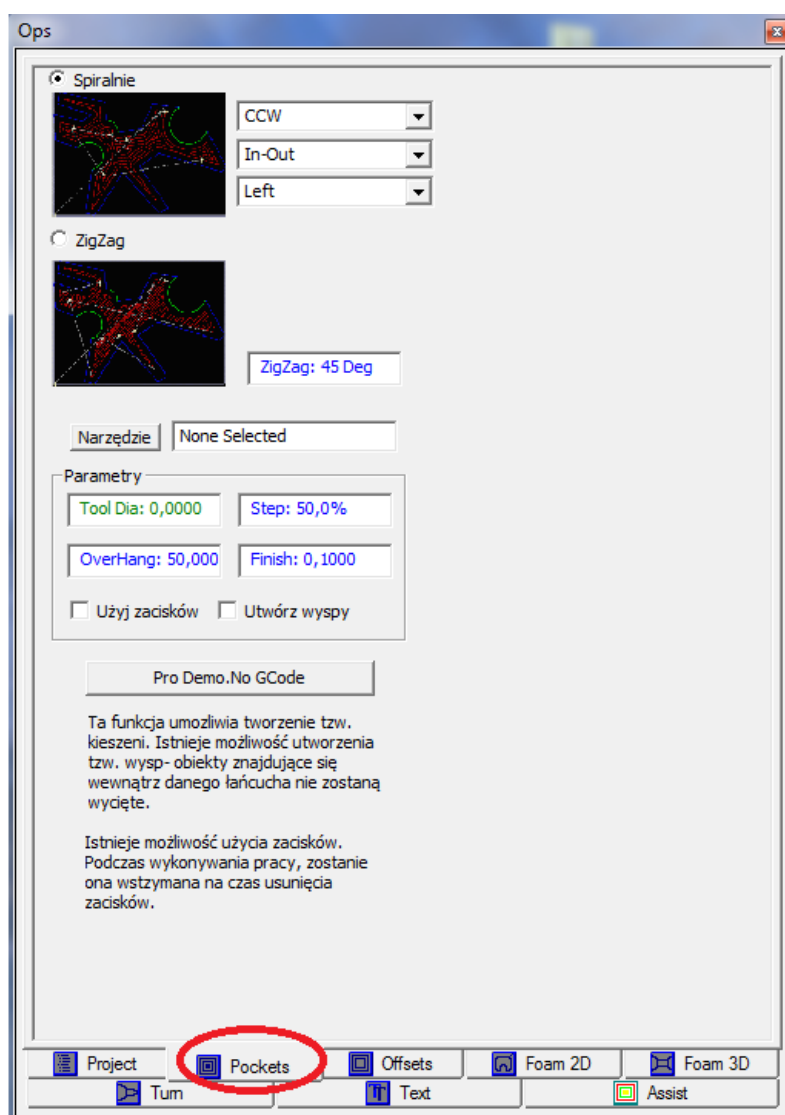 Ops
Spiralnie
CCW
In-Out
Left
ZigZag
ZigZag: 45 Deg
Narzędzie
None Selected
Parametry
Tool Dia: 0,0000
Step: 50,0%
OverHang: 50,000
Finish: 0,1000
Użyj zacisków
Utwórz wyspy
Pro Demo.No GCode
Ta funkcja umozliwia tworzenie tzw.
kieszeni. Istnieje możliwość utworzenia
tzw. wysp- obiekty znajdujące się
wewnątrz danego łańcucha nie zostaną
wycięte.
Istnieje możliwość użycia zacisków.
Podczas wykonywania pracy, zostanie
ona wstzymana na czas usunięcia
zacisków.
Project
Pockets
Offsets
Foam 2D
Foam 3D
Turn
Text
Assist